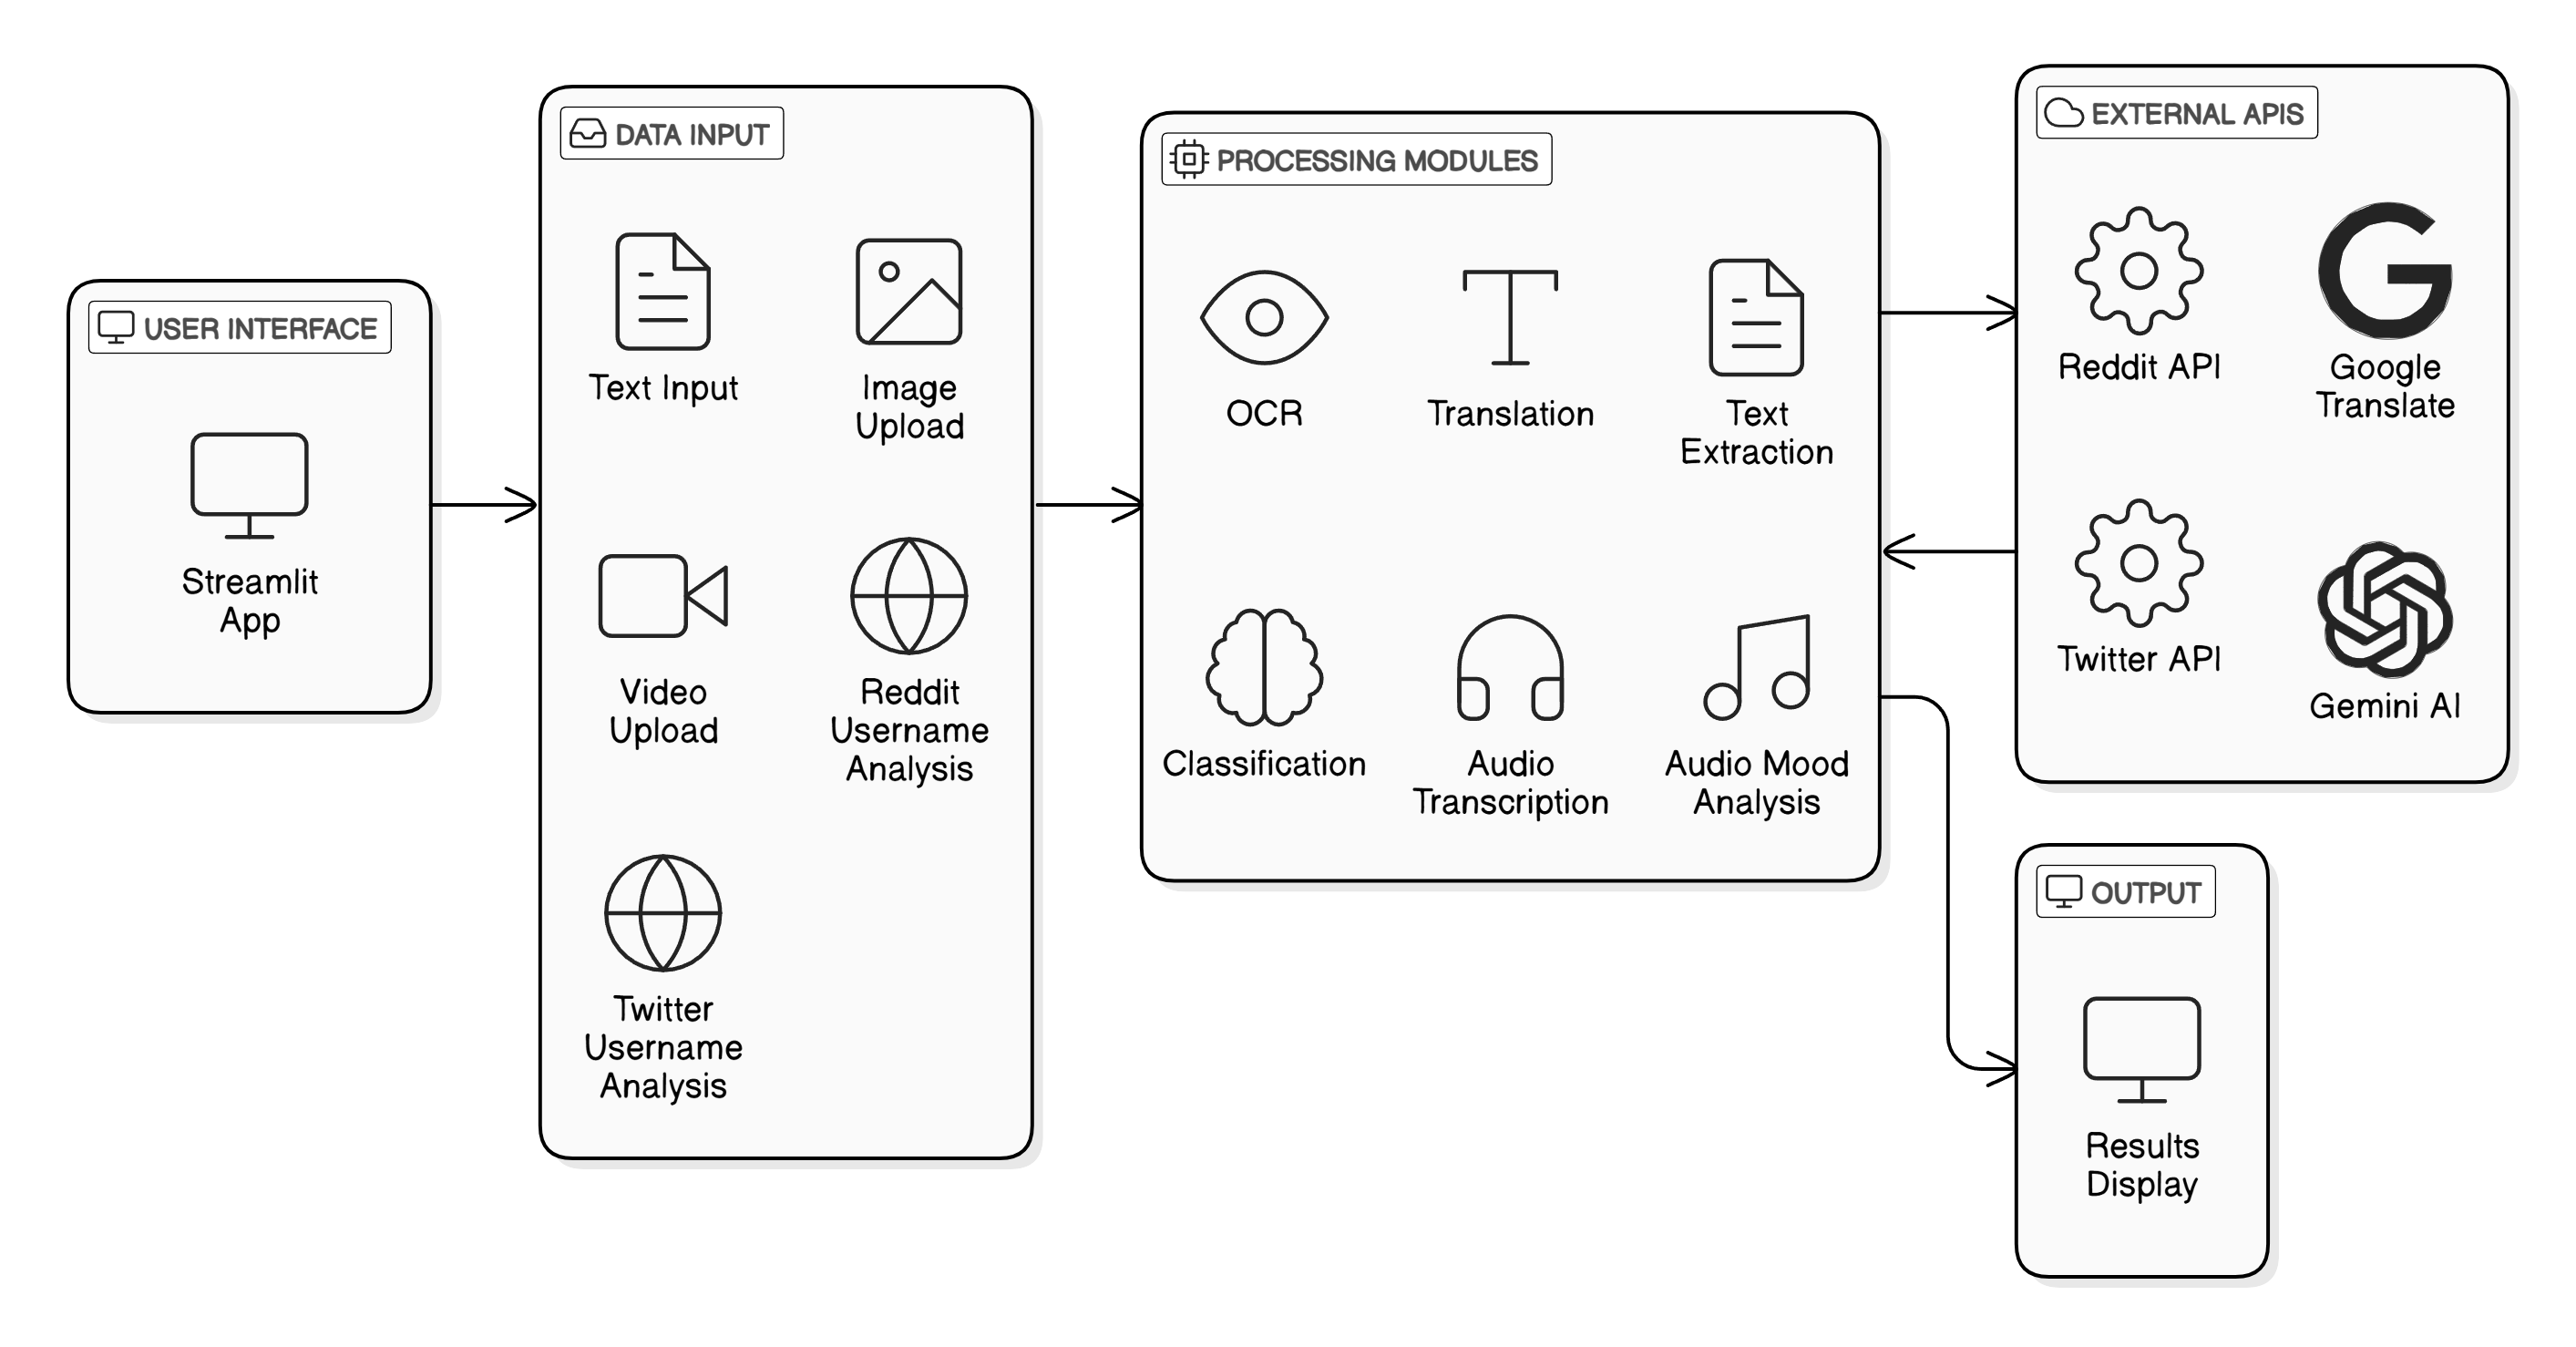 USER INTERFACE
Streamlit
App
DATA INPUT
Text Input
Image
Upload
Video
Upload
Reddit
Username
Analysis
Twitter
Username
Analysis
PROCESSING MODULES
OCR
Translation
Text
Extraction
Classification
Audio
Transcription
Audio Mood
Analysis
EXTERNAL APIS
Reddit API
Google
Translate
Twitter API
Gemini AI
OUTPUT
Results
Display